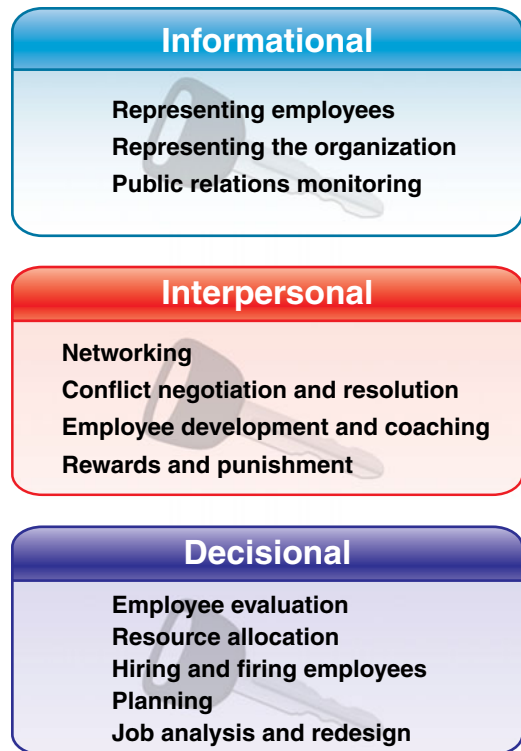 Informational
Representing employees
Representing the organization
Public relations monitoring
Interpersonal
Networking
Conflict negotiation and resolution
Employee development and coaching
Rewards and punishment
Decisional
Employee evaluation
Resource allocation
Hiring and firing employees
Planning
Job analysis and redesign